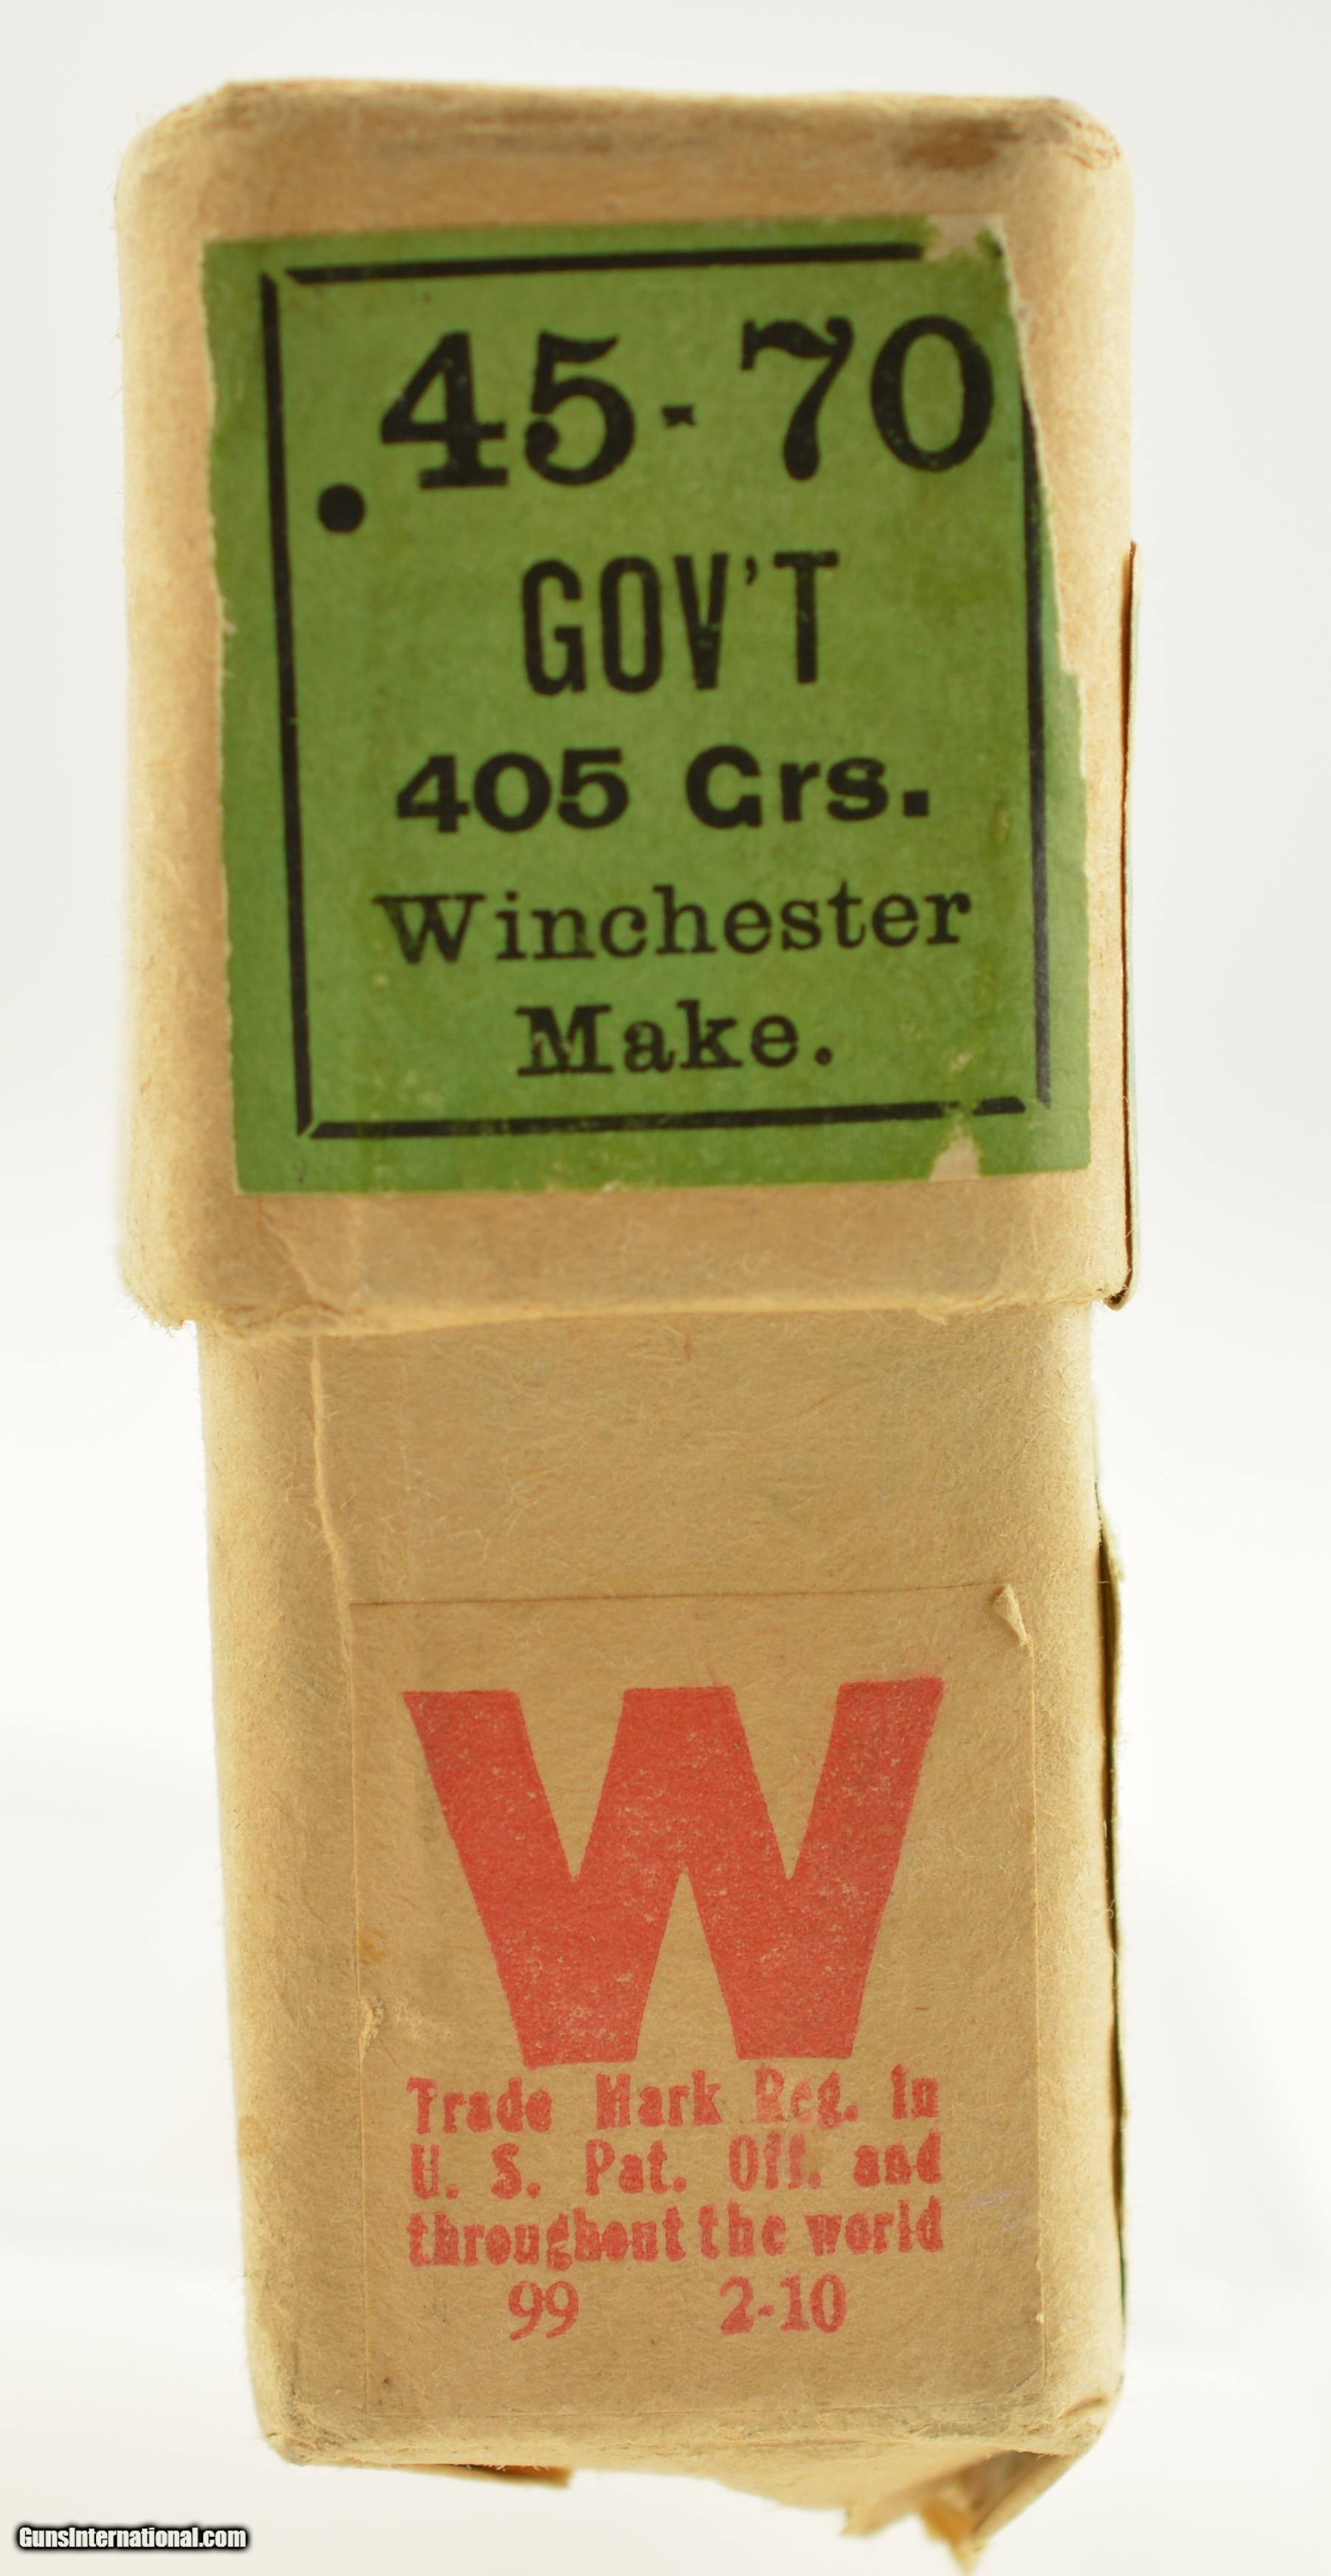 .45-70
GOV'T
405 Grs.
Winchester
Make.
W
Trade Mark Reg. in
U. S. Pat. Off. and
throughout the world
99 2-10
GunsInternational.com